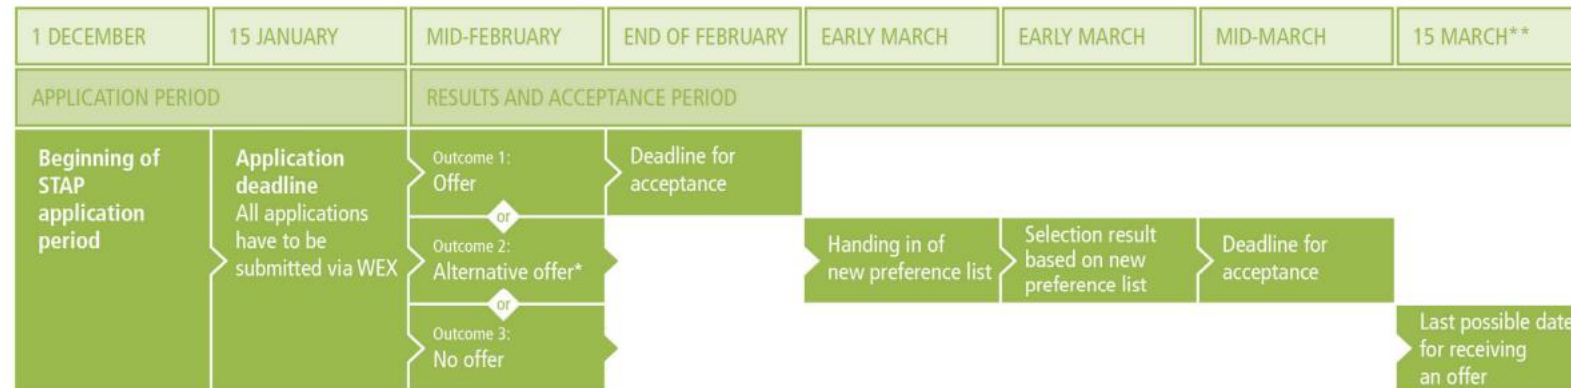 1 DECEMBER
15 JANUARY
MID-FEBRUARY
END OF FEBRUARY
EARLY MARCH
EARLY MARCH
MID-MARCH
15 MARCH**
APPLICATION PERIOD
RESULTS AND ACCEPTANCE PERIOD
Beginning of
STAP
application
period
Application
deadline
All applications
have to be
submitted via WEX
Outcome 1:
Offer
or
Outcome 2:
Alternative offer*
or
Outcome 3:
No offer
Deadline for
acceptance
Handing in of
new preference list
Selection result
based on new
preference list
Deadline for
acceptance
Last possible date
for receiving
an offer